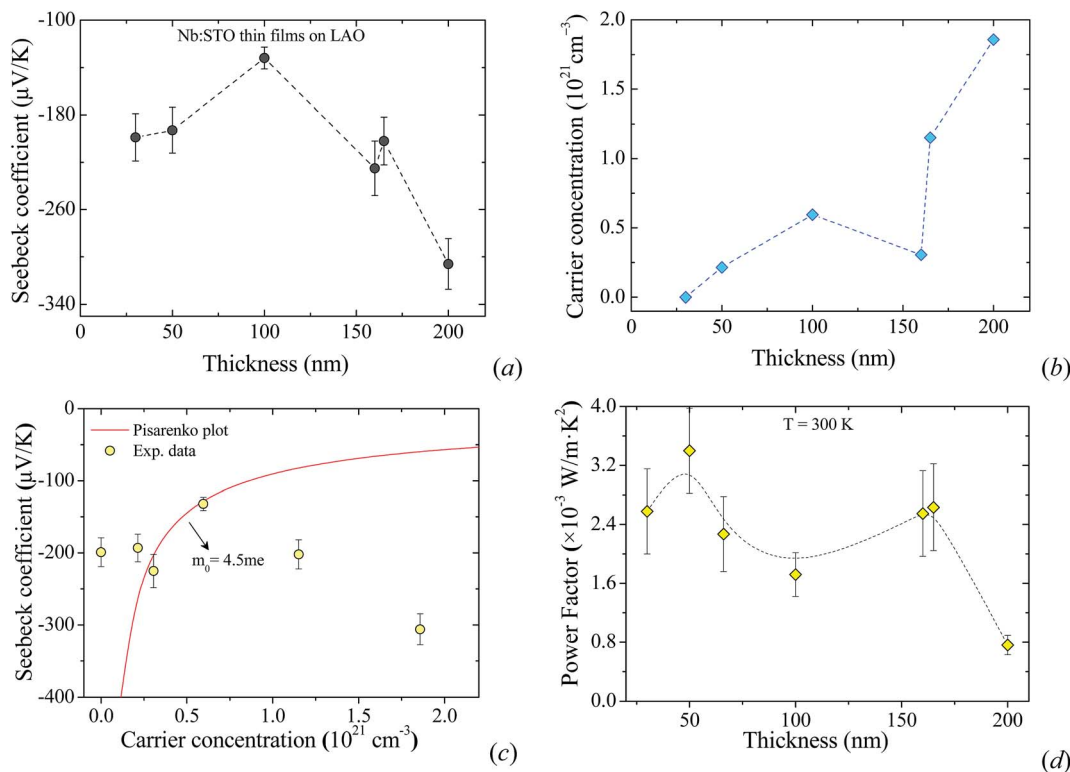 -100
-180
-260
-340
Seebeck coefficient (µV/K)
Nb:STO thin films on LAO
0
50
100
150
200
Thickness (nm)
(a)
2.0
1.5
1.0
0.5
0.0
Carrier concentration (10²¹ cm⁻³)
0
50
100
150
200
Thickness (nm)
(b)
0
-100
-200
-300
-400
Seebeck coefficient (µV/K)
Pisarenko plot
Exp. data
m₀= 4.5me
0.0
0.5
1.0
1.5
2.0
Carrier concentration (10²¹ cm⁻³)
(c)
4.0
3.2
2.4
1.6
0.8
0.0
Power Factor (×10⁻³ W/m·K²)
T = 300 K
50
100
150
200
Thickness (nm)
(d)